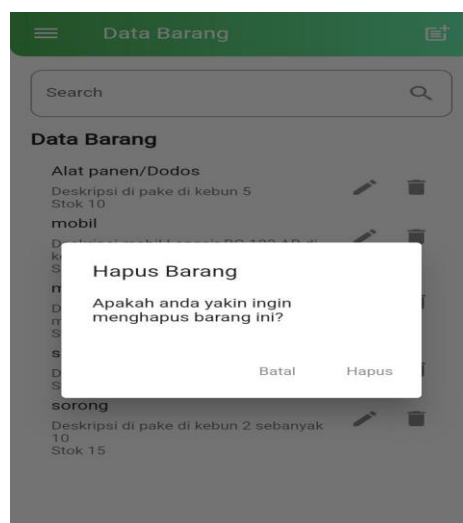 Data Barang
Search
Data Barang
Alat panen/Dodos
Deskripsi di pake di kebun 5
Stok 10
mobil
Hapus Barang
Apakah anda yakin ingin
menghapus barang ini?
Batal Hapus
sorong
Deskripsi di pake di kebun 2 sebanyak
10
Stok 15